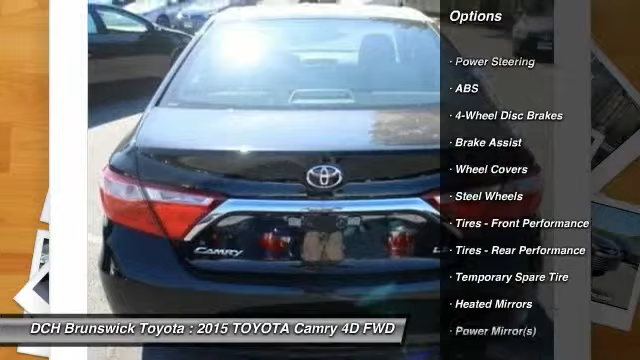 Options
· Power Steering
· ABS
· 4-Wheel Disc Brakes
· Brake Assist
· Wheel Covers
· Steel Wheels
· Tires - Front Performance
· Tires - Rear Performance
· Temporary Spare Tire
· Heated Mirrors
· Power Mirror(s)
CAMRY
DCH Brunswick Toyota : 2015 TOYOTA Camry 4D FWD